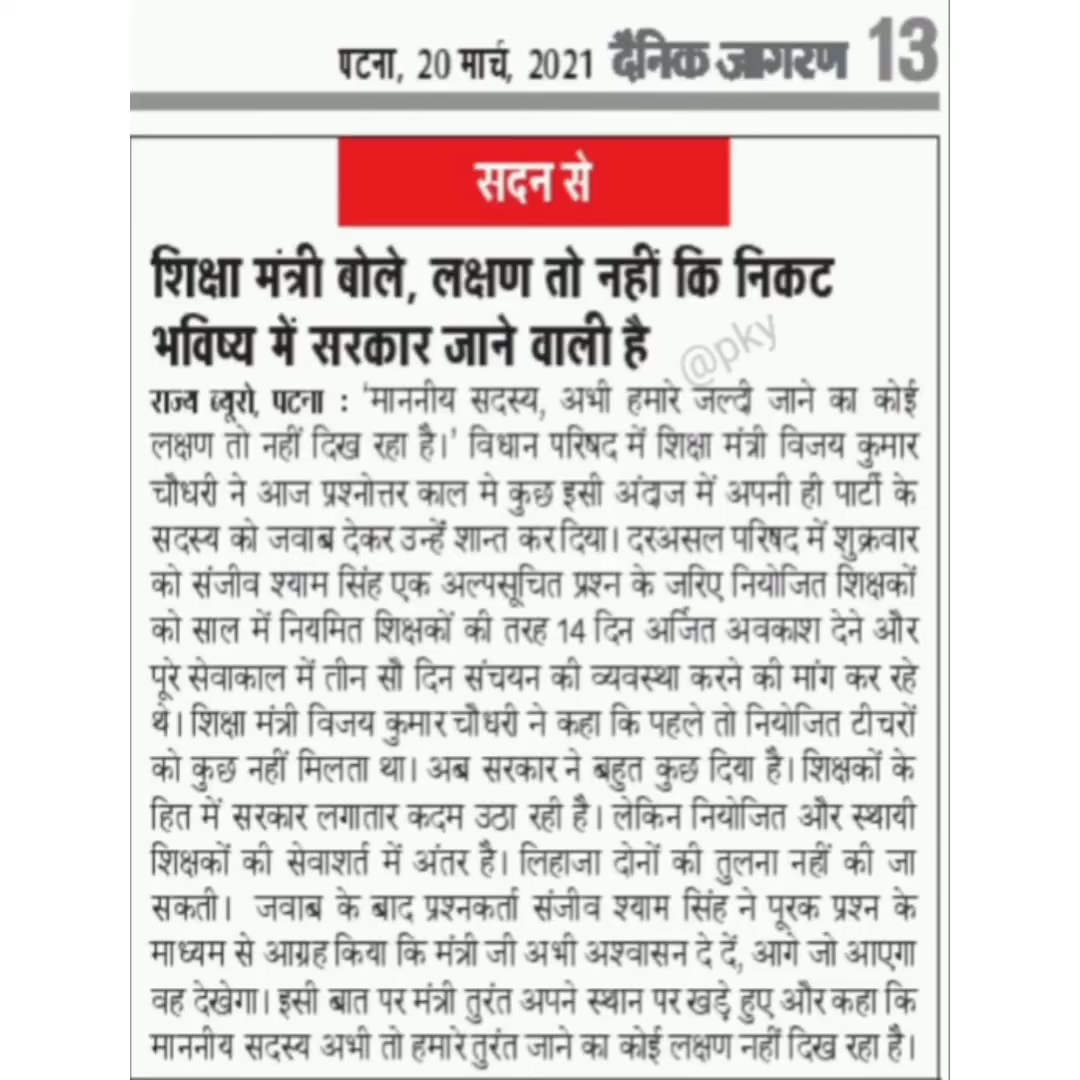 पटना, 20 मार्च, 2021 दैनिक जागरण 13
सदन से
शिक्षा मंत्री बोले, लक्षण तो नहीं कि निकट
भविष्य में सरकार जाने वाली है
@pky
राज्य ब्यूरो, पटना : 'माननीय सदस्य, अभी हमारे जल्दी जाने का कोई
लक्षण तो नहीं दिख रहा है।' विधान परिषद में शिक्षा मंत्री विजय कुमार
चौधरी ने आज प्रश्नोत्तर काल मे कुछ इसी अंदाज में अपनी ही पार्टी के
सदस्य को जवाब देकर उन्हें शान्त कर दिया। दरअसल परिषद में शुक्रवार
को संजीव श्याम सिंह एक अल्पसूचित प्रश्न के जरिए नियोजित शिक्षकों
को साल में नियमित शिक्षकों की तरह 14 दिन अर्जित अवकाश देने और
पूरे सेवाकाल में तीन सौ दिन संचयन की व्यवस्था करने की मांग कर रहे
थे। शिक्षा मंत्री विजय कुमार चौधरी ने कहा कि पहले तो नियोजित टीचरों
को कुछ नहीं मिलता था। अब सरकार ने बहुत कुछ दिया है। शिक्षकों के
हित में सरकार लगातार कदम उठा रही है। लेकिन नियोजित और स्थायी
शिक्षकों की सेवाशर्त में अंतर है। लिहाजा दोनों की तुलना नहीं की जा
सकती। जवाब के बाद प्रश्नकर्ता संजीव श्याम सिंह ने पूरक प्रश्न के
माध्यम से आग्रह किया कि मंत्री जी अभी अश्वासन दे दें, आगे जो आएगा
वह देखेगा। इसी बात पर मंत्री तुरंत अपने स्थान पर खड़े हुए और कहा कि
माननीय सदस्य अभी तो हमारे तुरंत जाने का कोई लक्षण नहीं दिख रहा है।